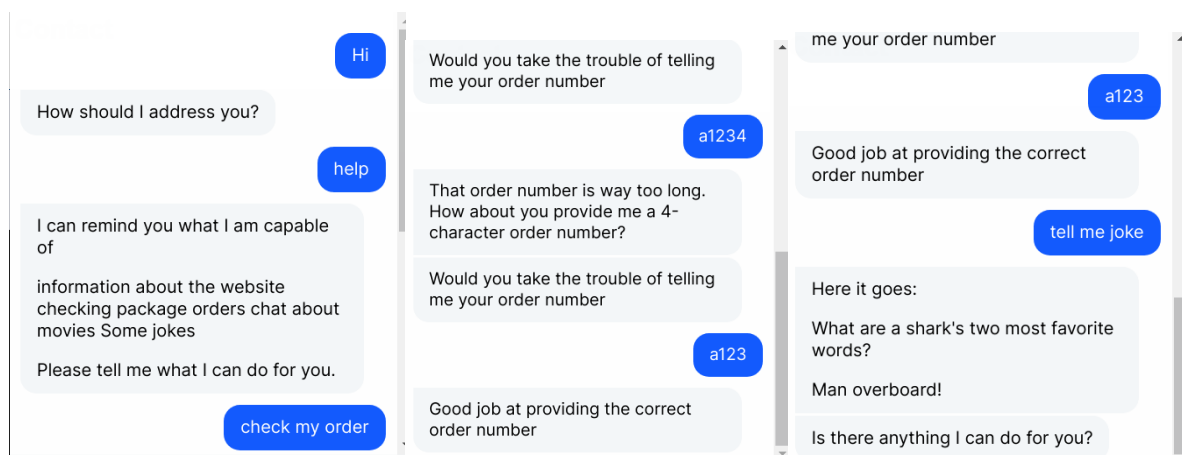 Hi
How should I address you?
help
I can remind you what I am capable
of
information about the website
checking package orders chat about
movies Some jokes
Please tell me what I can do for you.
check my order
Would you take the trouble of telling
me your order number
a1234
That order number is way too long.
How about you provide me a 4-
character order number?
Would you take the trouble of telling
me your order number
a123
Good job at providing the correct
order number
me your order number
a123
Good job at providing the correct
order number
tell me joke
Here it goes:
What are a shark's two most favorite
words?
Man overboard!
Is there anything I can do for you?